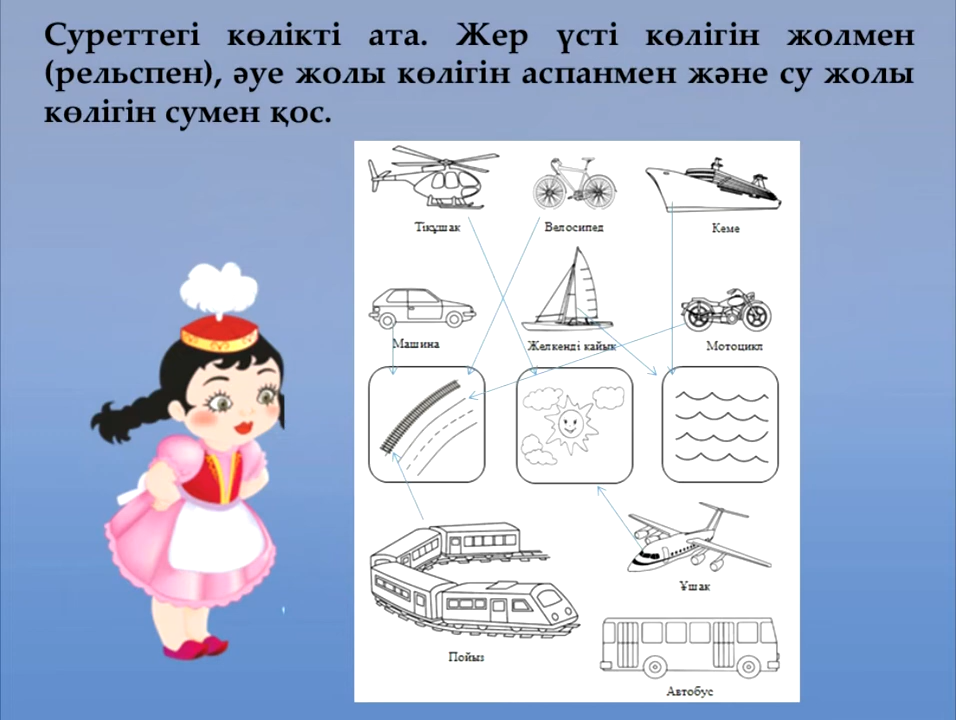 Суреттегі көлікті ата. Жер үсті көлігін жолмен
(рельспен), әуе жолы көлігін аспанмен және су жолы
көлігін сумен қос.
Тікұшақ
Велосипед
Кеме
Машина
Желкенді қайық
Мотоцикл
Пойыз
Ұшақ
Автобус